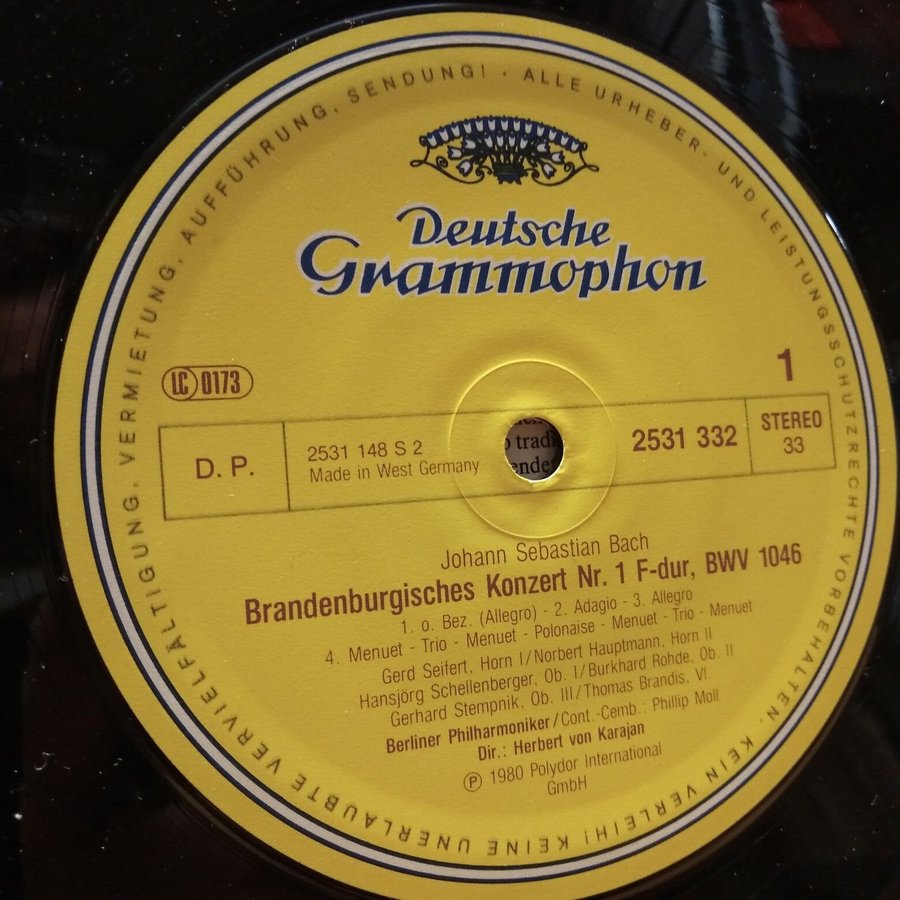 ALLE URHEBER- UND LEISTUNGSSCHUTZRECHTE VORBEHALTEN, KEIN VERLEIH! KEINE UNERLAUBTE VERVIELFÄLTIGUNG, VERMIETUNG, AUFFÜHRUNG, SENDUNG! ·
Deutsche
Grammophon
LC 0173
1
D. P.
2531 148 S 2
Made in West Germany
o tradi
ende
2531 332
STEREO
33
Johann Sebastian Bach
Brandenburgisches Konzert Nr. 1 F-dur, BWV 1046
1. o. Bez. (Allegro) - 2. Adagio - 3. Allegro
4. Menuet - Trio - Menuet - Polonaise - Menuet - Trio - Menuet
Gerd Seifert, Horn I/Norbert Hauptmann, Horn II
Hansjörg Schellenberger, Ob. I/Burkhard Rohde, Ob. II
Gerhard Stempnik, Ob. III/Thomas Brandis, Vl.
Berliner Philharmoniker/Cont.-Cemb.: Phillip Moll
Dir.: Herbert von Karajan
Ⓟ 1980 Polydor International
GmbH